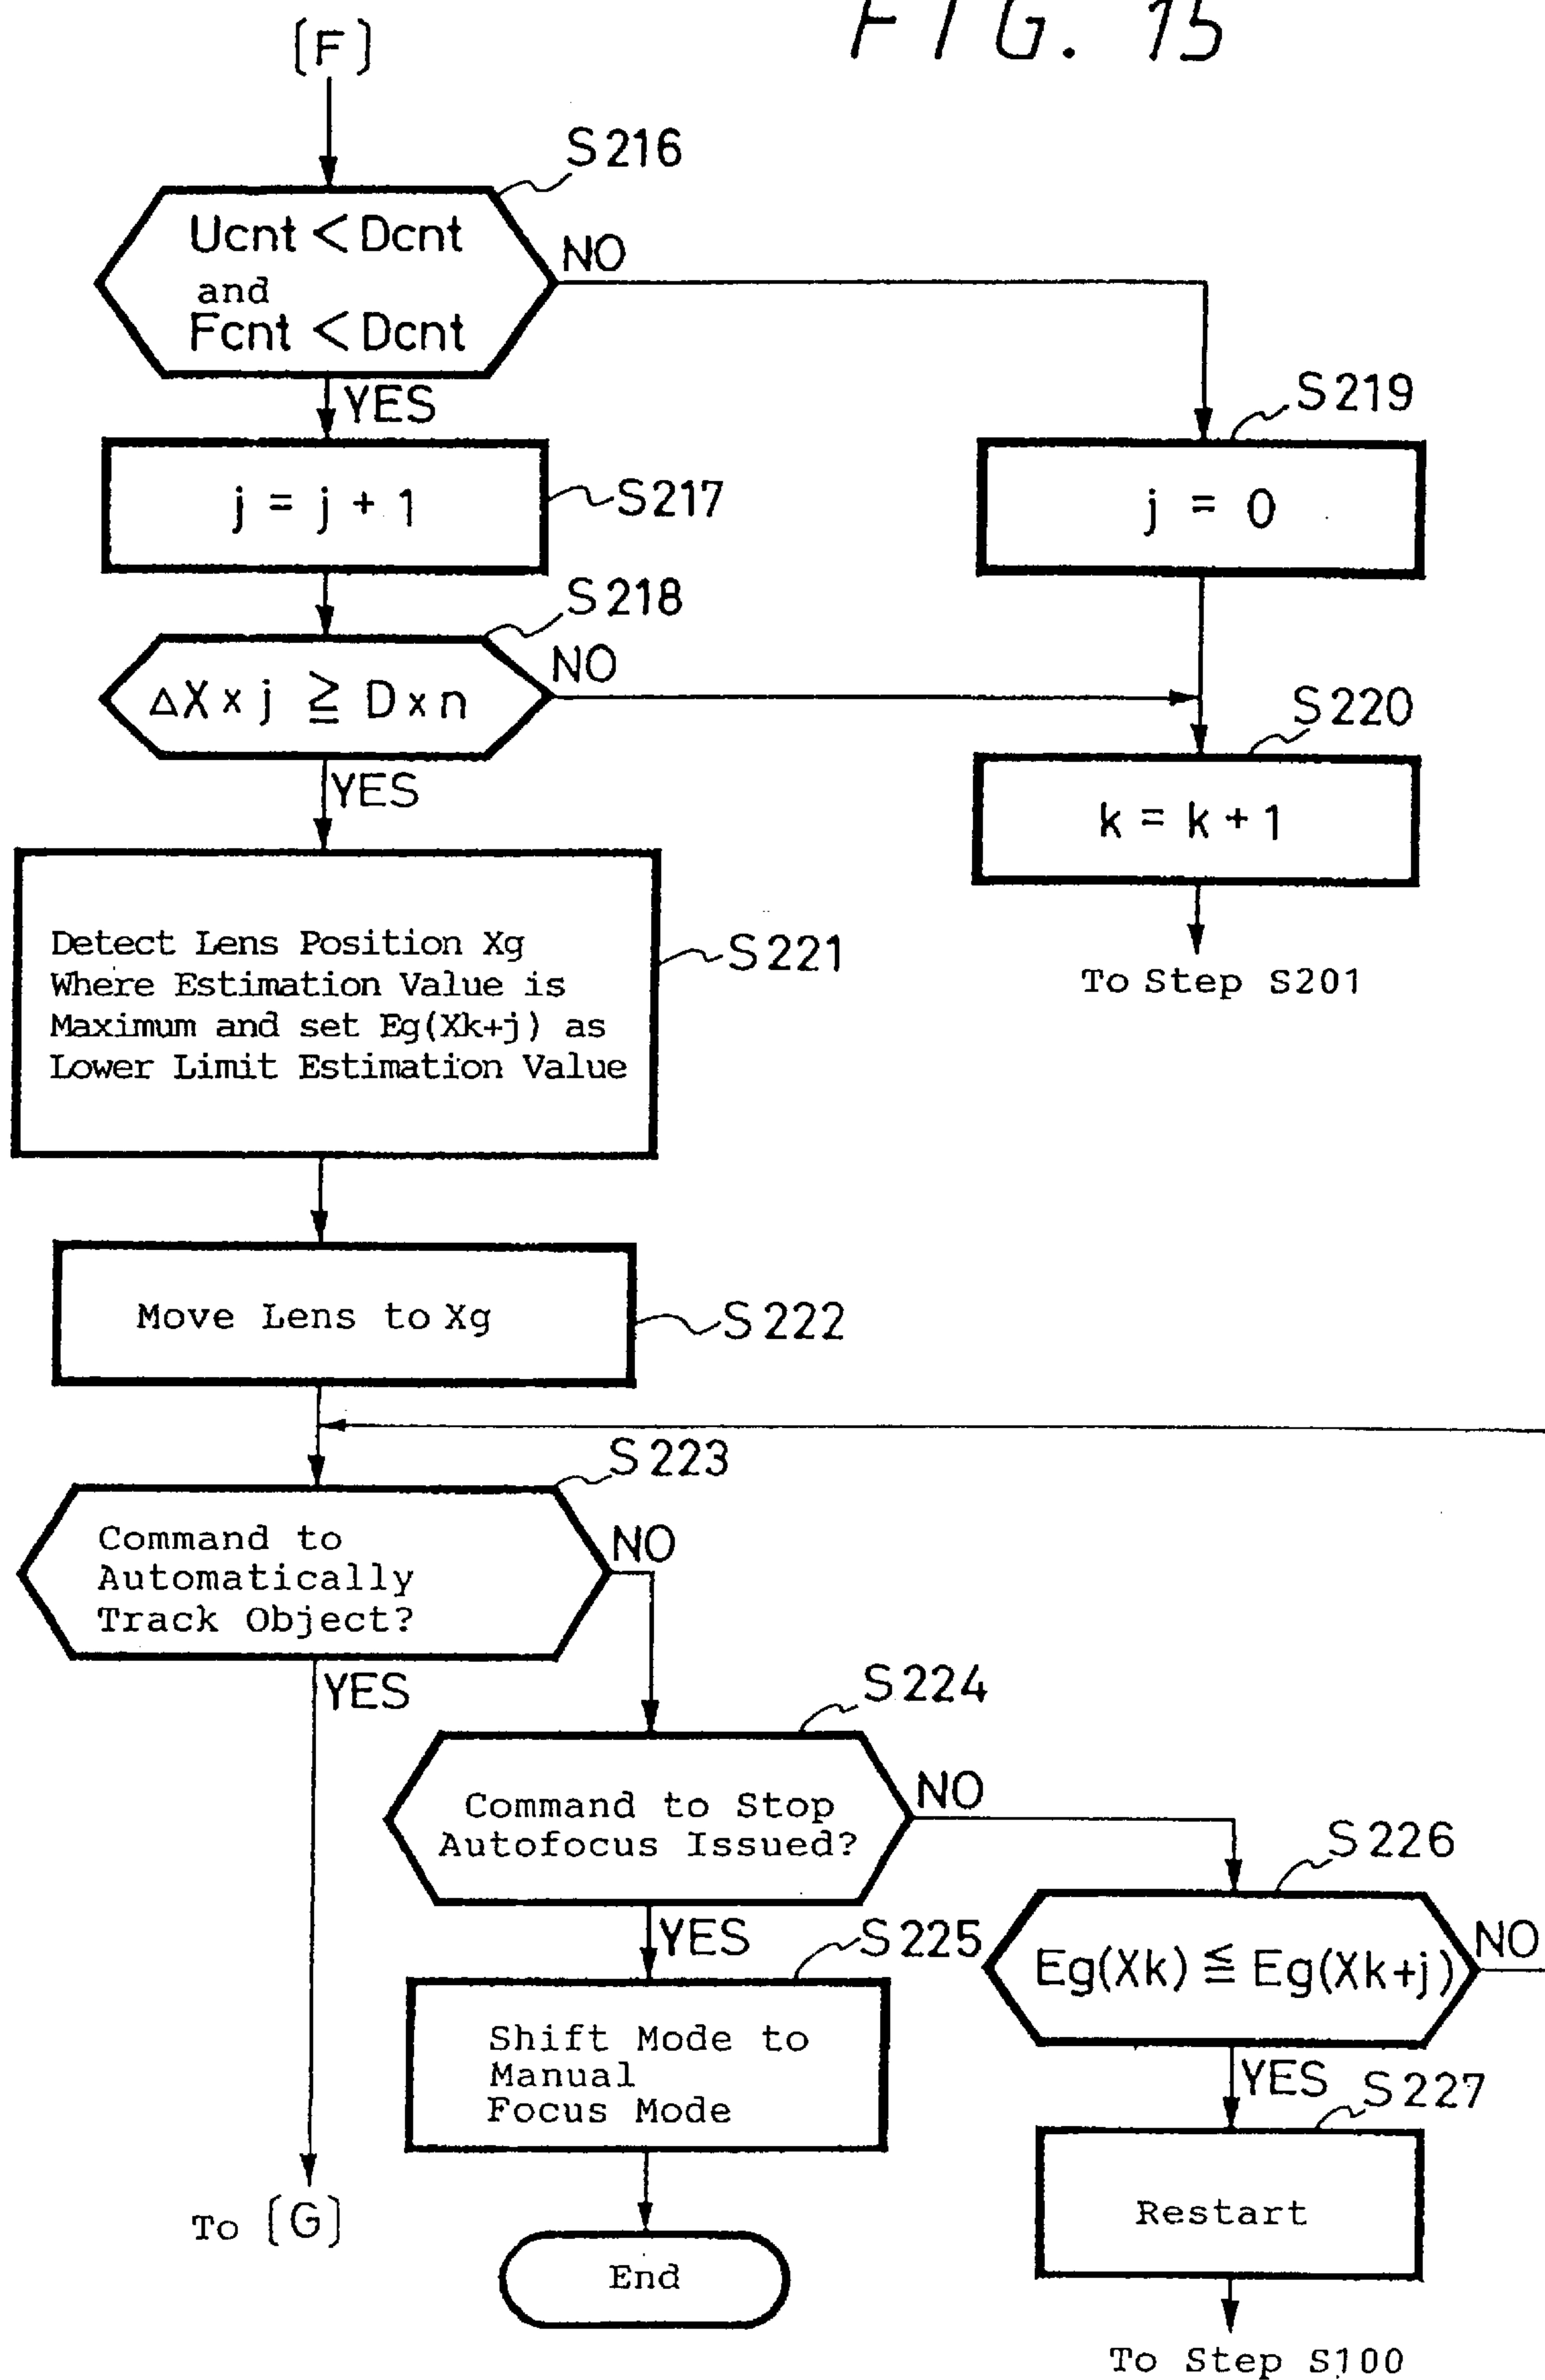 FIG. 15
[F]
S216
Ucnt < Dcnt
and
Fcnt < Dcnt
NO
YES
S219
j = j + 1
S217
j = 0
S218
ΔX × j ≧ D × n
NO
S220
YES
k = k + 1
Detect Lens Position Xg
Where Estimation Value is
Maximum and set Eg(Xk+j) as
Lower Limit Estimation Value
S221
To Step S201
Move Lens to Xg
S222
S223
Command to
Automatically
Track Object?
NO
YES
S224
Command to Stop
Autofocus Issued?
NO
S226
YES
S225
Eg(Xk) ≦ Eg(Xk+j)
NO
Shift Mode to
Manual
Focus Mode
YES
S227
To [G]
Restart
End
To Step S100